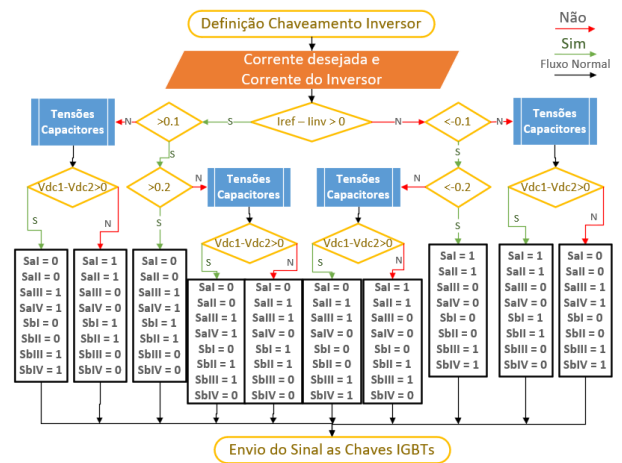 Definição Chaveamento Inversor
Não
Sim
Fluxo Normal
Corrente desejada e
Corrente do Inversor
Tensões
Capacitores
N
>0.1
S
Iref – Iinv > 0
N
<-0.1
N
Tensões
Capacitores
S
S
Vdc1-Vdc2>0
>0.2
N
Tensões
Capacitores
Tensões
Capacitores
N
<-0.2
Vdc1-Vdc2>0
S
N
S
Vdc1-Vdc2>0
Vdc1-Vdc2>0
S
S
N
S
N
S
N
SaI = 0
SaII = 0
SaIII = 1
SaIV = 0
SbI = 0
SbII = 0
SbIII = 1
SbIV = 1
SaI = 1
SaII = 1
SaIII = 0
SaIV = 0
SbI = 1
SbII = 0
SbIII = 1
SbIV = 1
SaI = 0
SaII = 0
SaIII = 1
SaIV = 1
SbI = 1
SbII = 1
SbIII = 0
SbIV = 0
SaI = 0
SaII = 0
SaIII = 1
SaIV = 1
SbI = 0
SbII = 1
SbIII = 1
SbIV = 0
SaI = 0
SaII = 1
SaIII = 1
SaIV = 0
SbI = 1
SbII = 1
SbIII = 0
SbIV = 0
SaI = 0
SaII = 1
SaIII = 1
SaIV = 0
SbI = 0
SbII = 0
SbIII = 1
SbIV = 1
SaI = 1
SaII = 1
SaIII = 0
SaIV = 0
SbI = 0
SbII = 1
SbIII = 1
SbIV = 0
SaI = 1
SaII = 1
SaIII = 0
SaIV = 0
SbI = 0
SbII = 0
SbIII = 1
SbIV = 1
SaI = 1
SaII = 1
SaIII = 0
SaIV = 0
SbI = 1
SbII = 1
SbIII = 0
SbIV = 0
SaI = 0
SaII = 0
SaIII = 1
SaIV = 1
SbI = 0
SbII = 0
SbIII = 1
SbIV = 1
Envio do Sinal as Chaves IGBTs